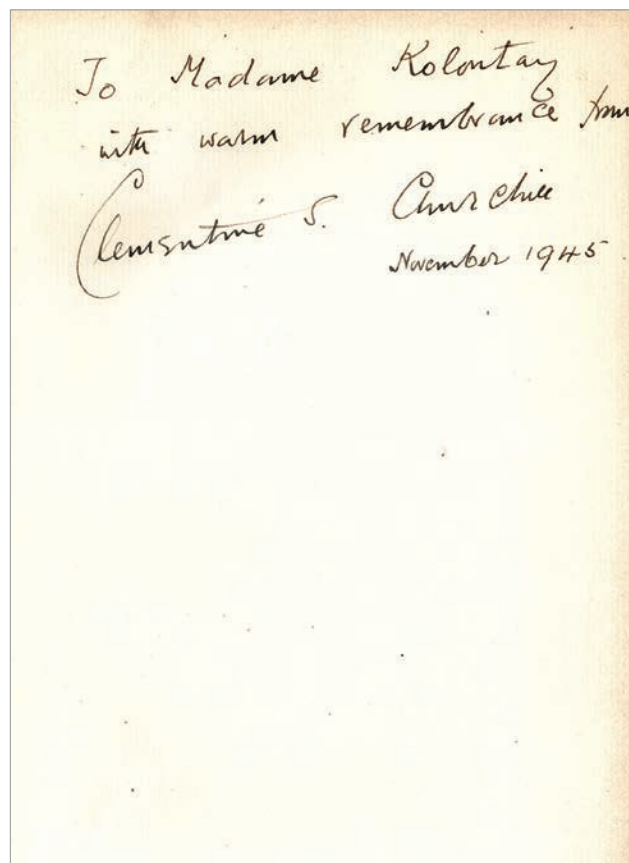 To Madame Kolontay
with warm remembrance from
Clementine S. Churchill
November 1945